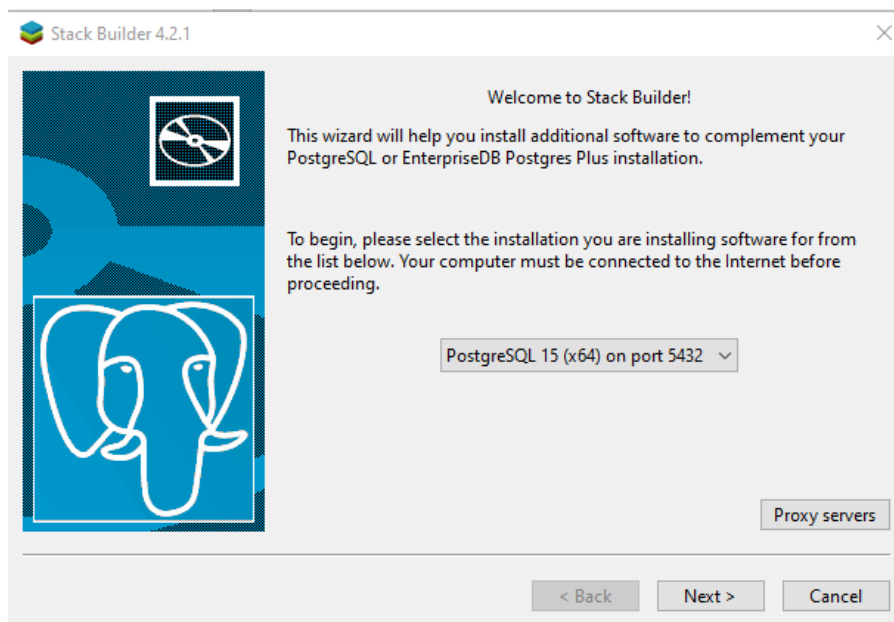 Stack Builder 4.2.1
Welcome to Stack Builder!
This wizard will help you install additional software to complement your
PostgreSQL or EnterpriseDB Postgres Plus installation.
To begin, please select the installation you are installing software for from
the list below. Your computer must be connected to the Internet before
proceeding.
PostgreSQL 15 (x64) on port 5432
Proxy servers
< Back Next > Cancel